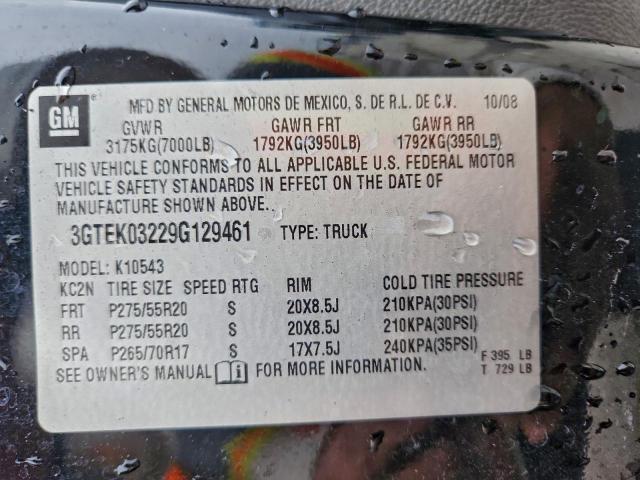 GM
MFD BY GENERAL MOTORS DE MEXICO, S. DE R.L. DE C.V. 10/08
GVWR GAWR FRT GAWR RR
3175KG(7000LB) 1792KG(3950LB) 1792KG(3950LB)
THIS VEHICLE CONFORMS TO ALL APPLICABLE U.S. FEDERAL MOTOR
VEHICLE SAFETY STANDARDS IN EFFECT ON THE DATE OF
MANUFACTURE SHOWN ABOVE.
3GTEK03229G129461 TYPE: TRUCK
MODEL: K10543
KC2N TIRE SIZE SPEED RTG RIM COLD TIRE PRESSURE
FRT P275/55R20 S 20X8.5J 210KPA(30PSI)
RR P275/55R20 S 20X8.5J 210KPA(30PSI)
SPA P265/70R17 S 17X7.5J 240KPA(35PSI)
SEE OWNER'S MANUAL FOR MORE INFORMATION.
F 395 LB
T 729 LB